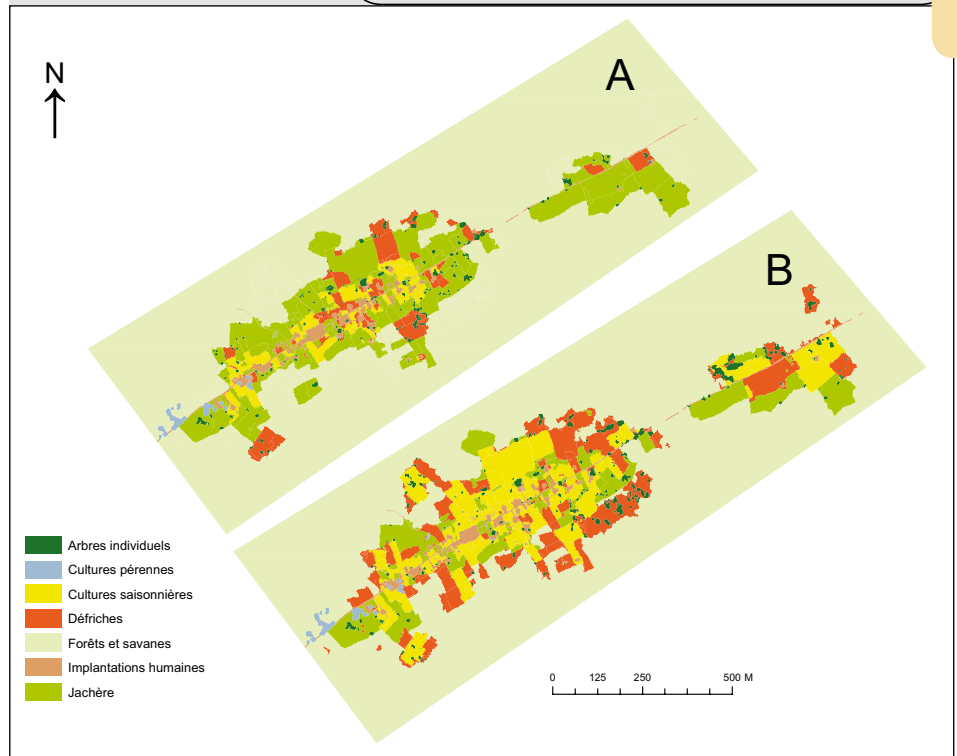 N
A
B
Arbres individuels
Cultures pérennes
Cultures saisonnières
Défriches
Forêts et savanes
Implantations humaines
Jachère
0 125 250 500 M